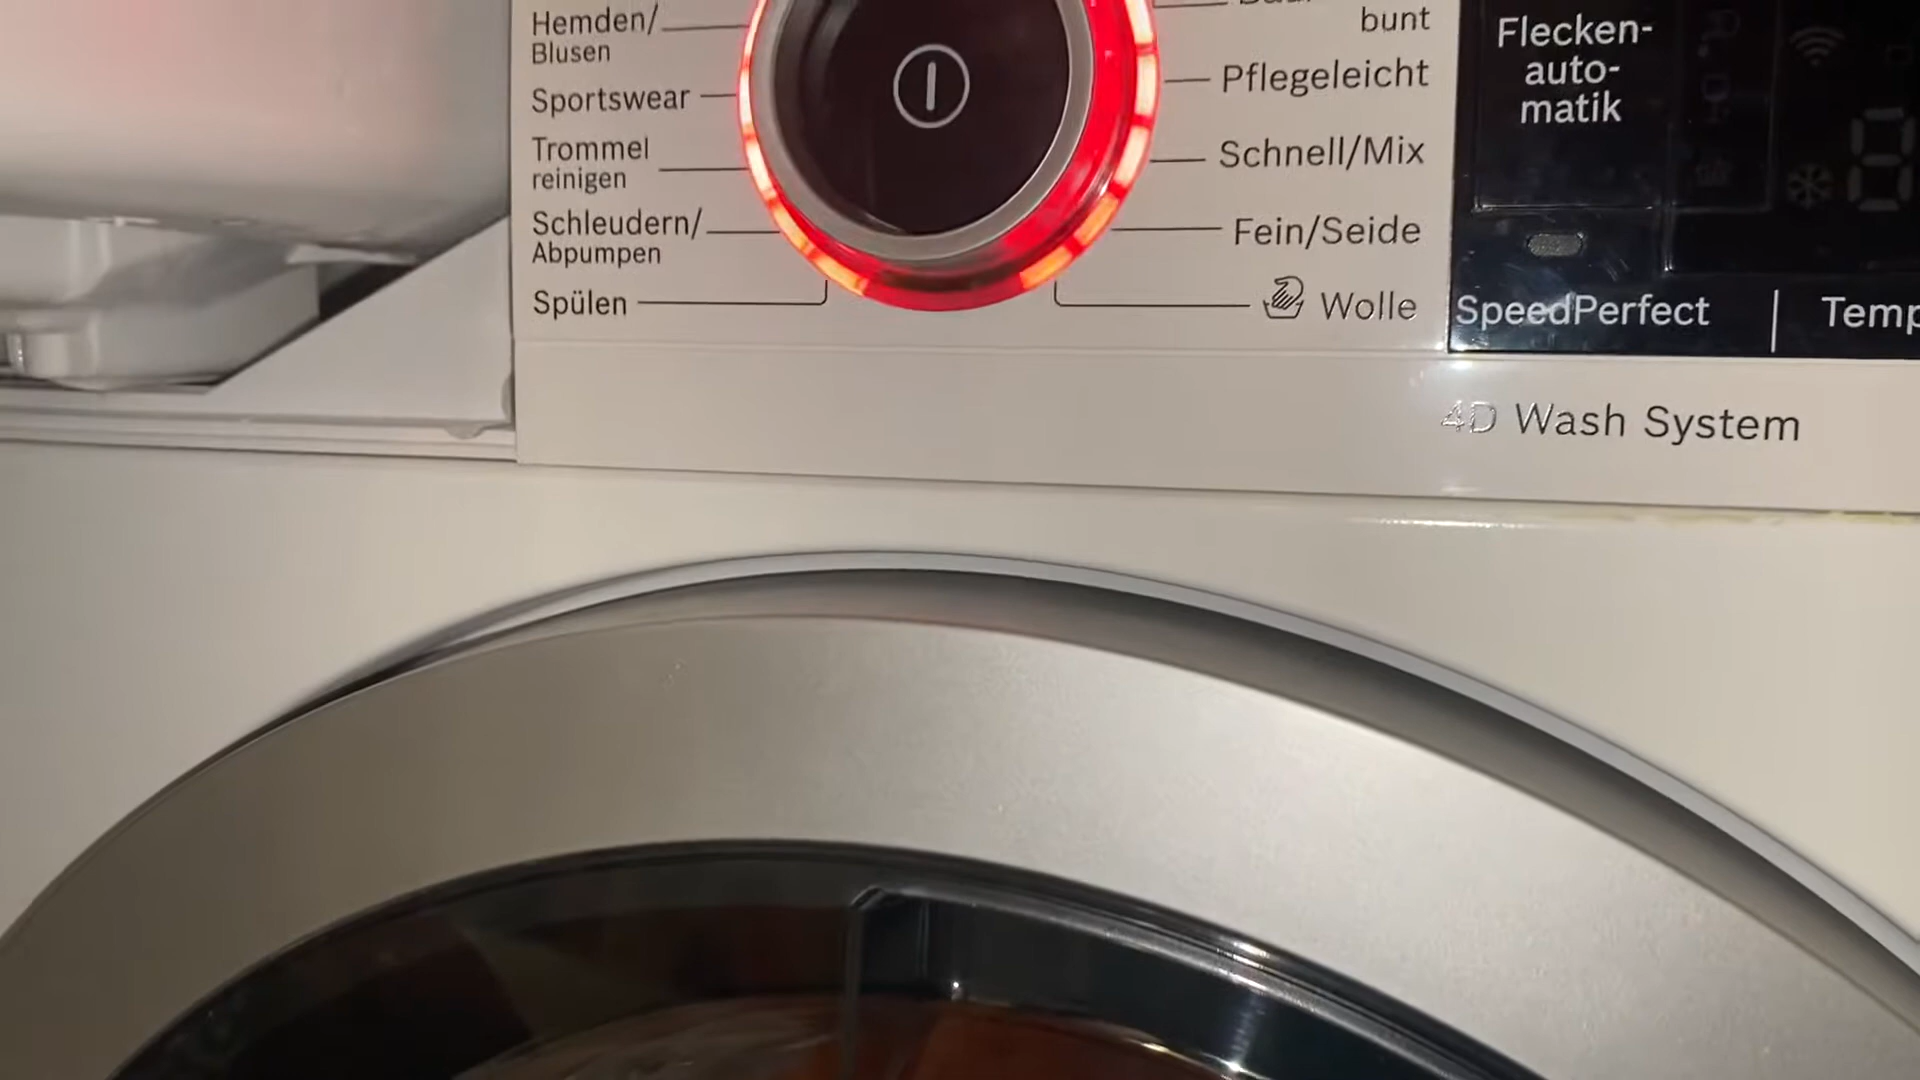 Hemden/
Blusen
Sportswear
Trommel
reinigen
Schleudern/
Abpumpen
Spülen
bunt
Pflegeleicht
Schnell/Mix
Fein/Seide
Wolle
Flecken-
auto-
matik
SpeedPerfect | Temp
4D Wash System